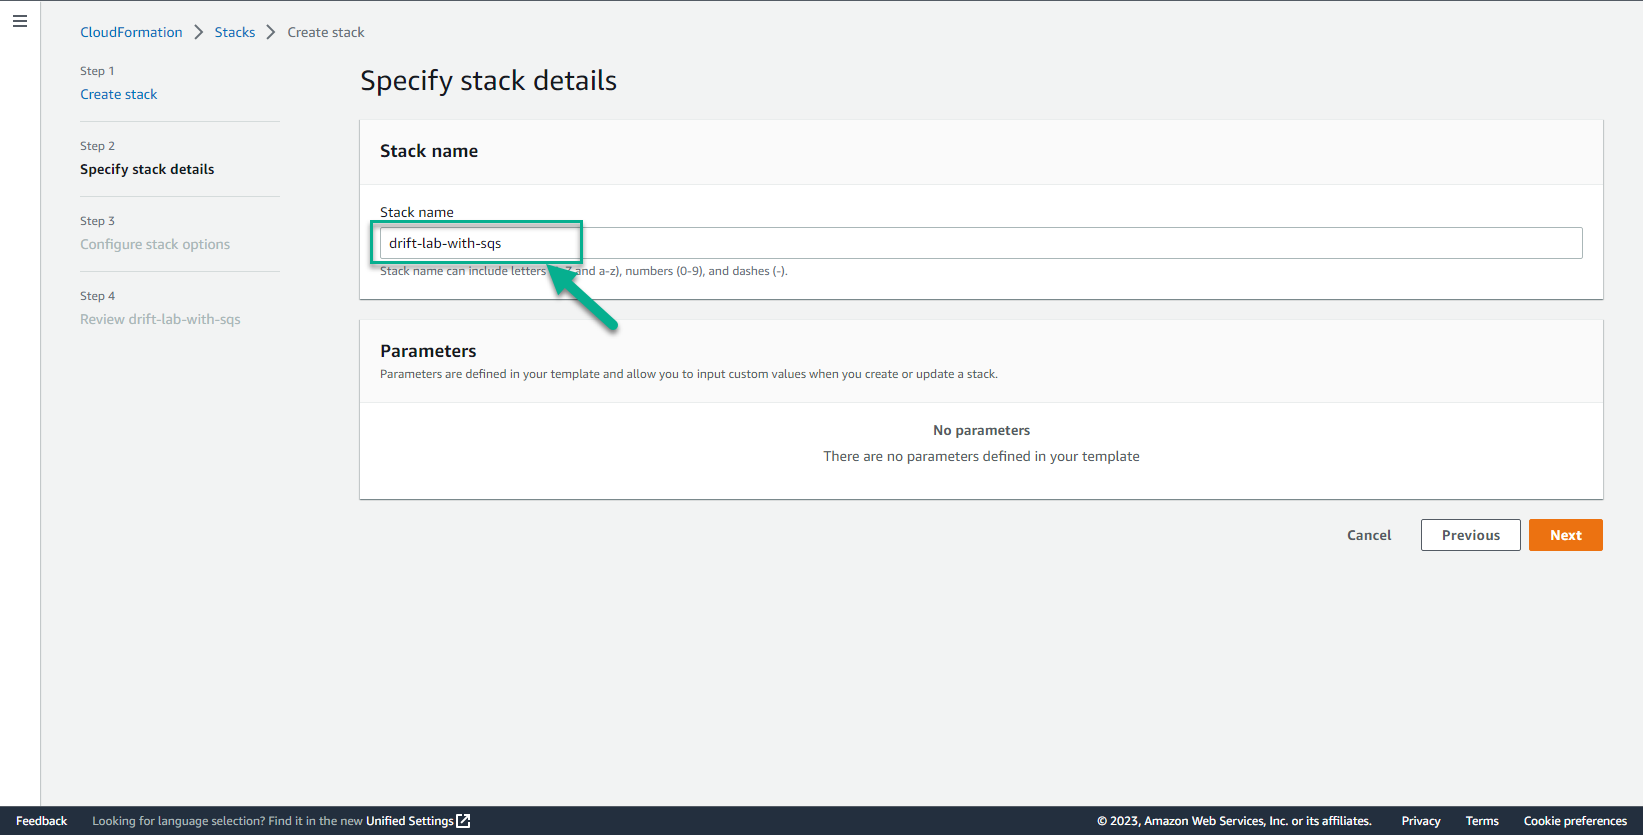 CloudFormation > Stacks > Create stack
Step 1
Create stack
Step 2
Specify stack details
Step 3
Configure stack options
Step 4
Review drift-lab-with-sqs
Specify stack details
Stack name
Stack name
drift-lab-with-sqs
Stack name can include letters and a-z), numbers (0-9), and dashes (-).
Parameters
Parameters are defined in your template and allow you to input custom values when you create or update a stack.
No parameters
There are no parameters defined in your template
Cancel Previous Next
Feedback Looking for language selection? Find it in the new Unified Settings © 2023, Amazon Web Services, Inc. or its affiliates. Privacy Terms Cookie preferences